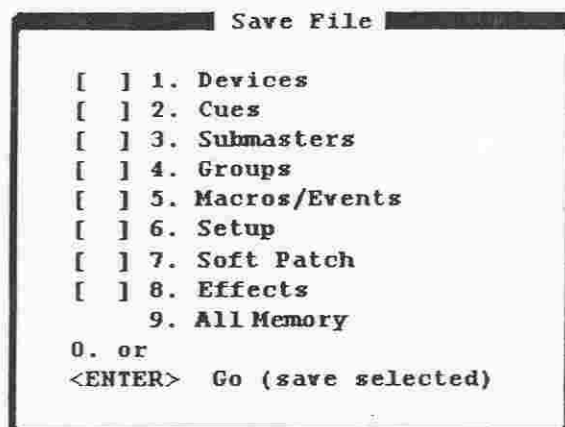 Save File
[ ] 1. Devices
[ ] 2. Cues
[ ] 3. Submasters
[ ] 4. Groups
[ ] 5. Macros/Events
[ ] 6. Setup
[ ] 7. Soft Patch
[ ] 8. Effects
9. All Memory
0. or
<ENTER> Go (save selected)